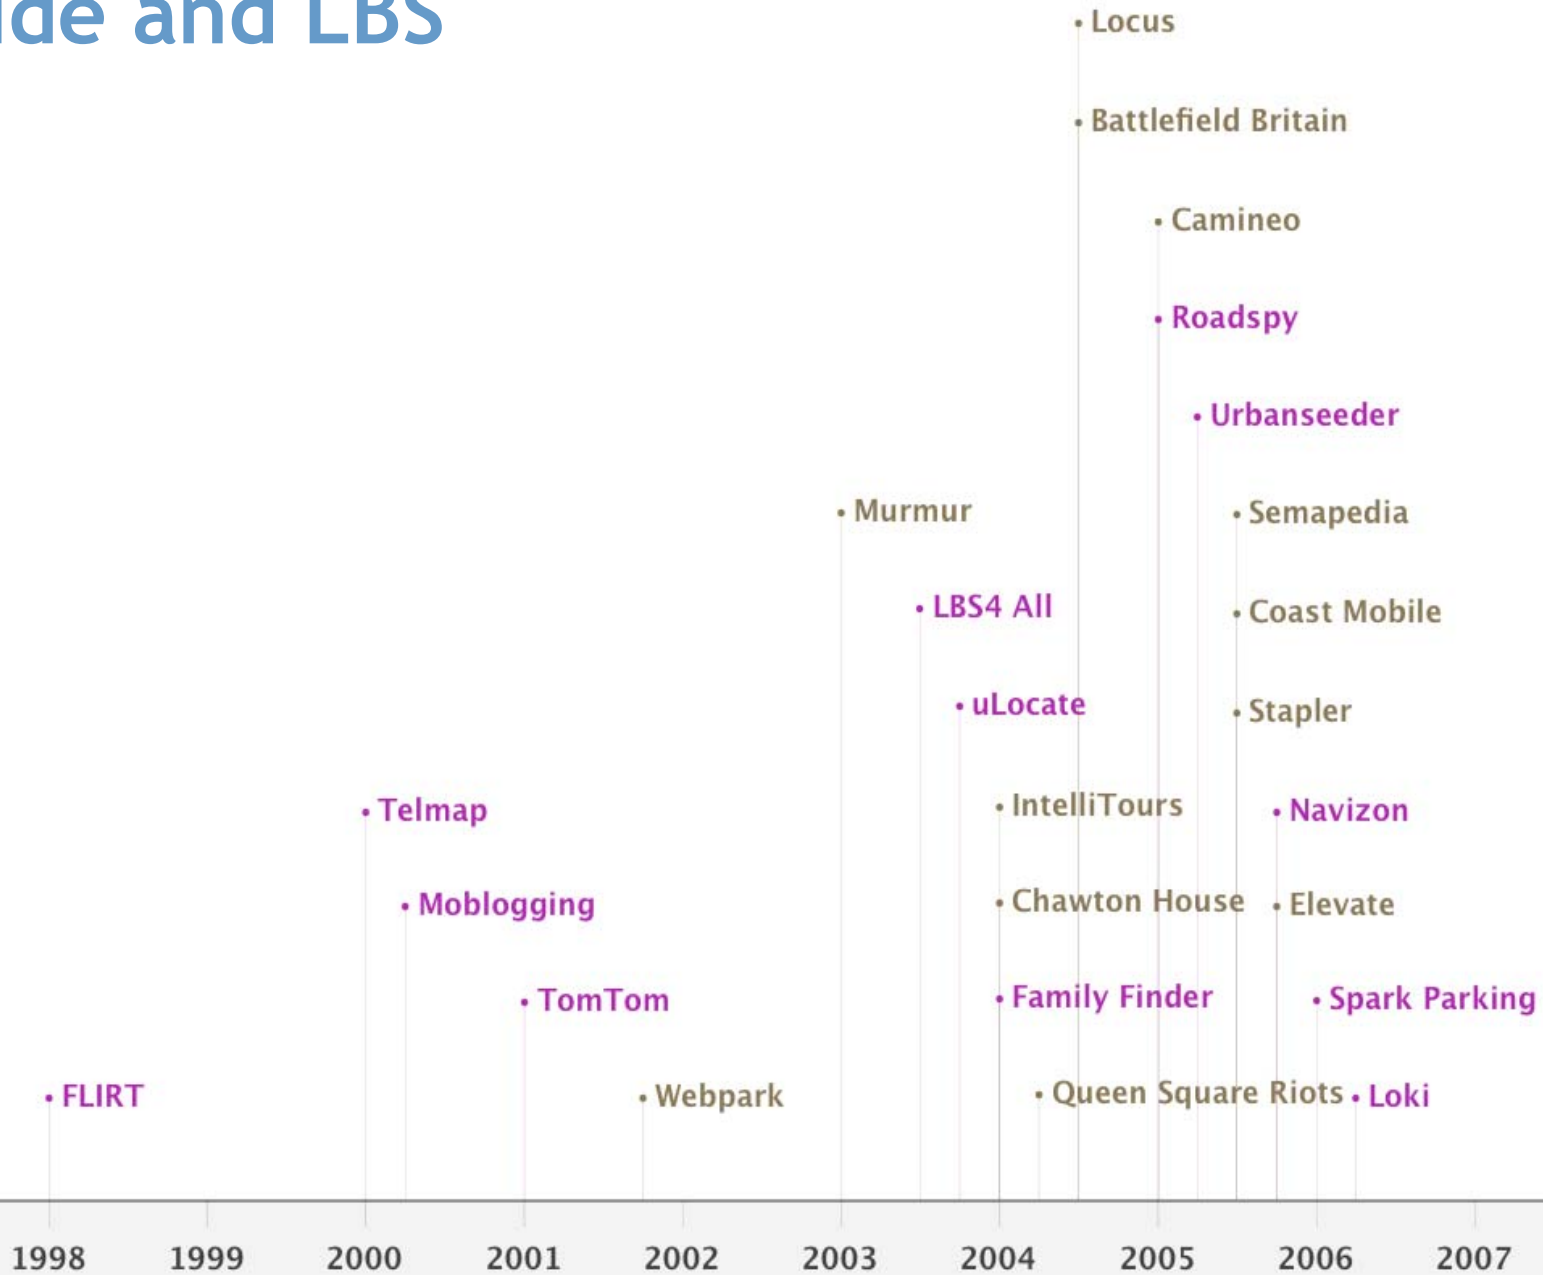 ide and LBS
Locus
Battlefield Britain
Camineo
Roadspy
Urbanseeder
Murmur
Semapedia
LBS4 All
Coast Mobile
uLocate
Stapler
IntelliTours
Telmap
Navizon
Chawton House
Moblogging
Elevate
Family Finder
TomTom
Spark Parking
FLIRT
Webpark
Queen Square Riots
Loki
1998 1999 2000 2001 2002 2003 2004 2005 2006 2007